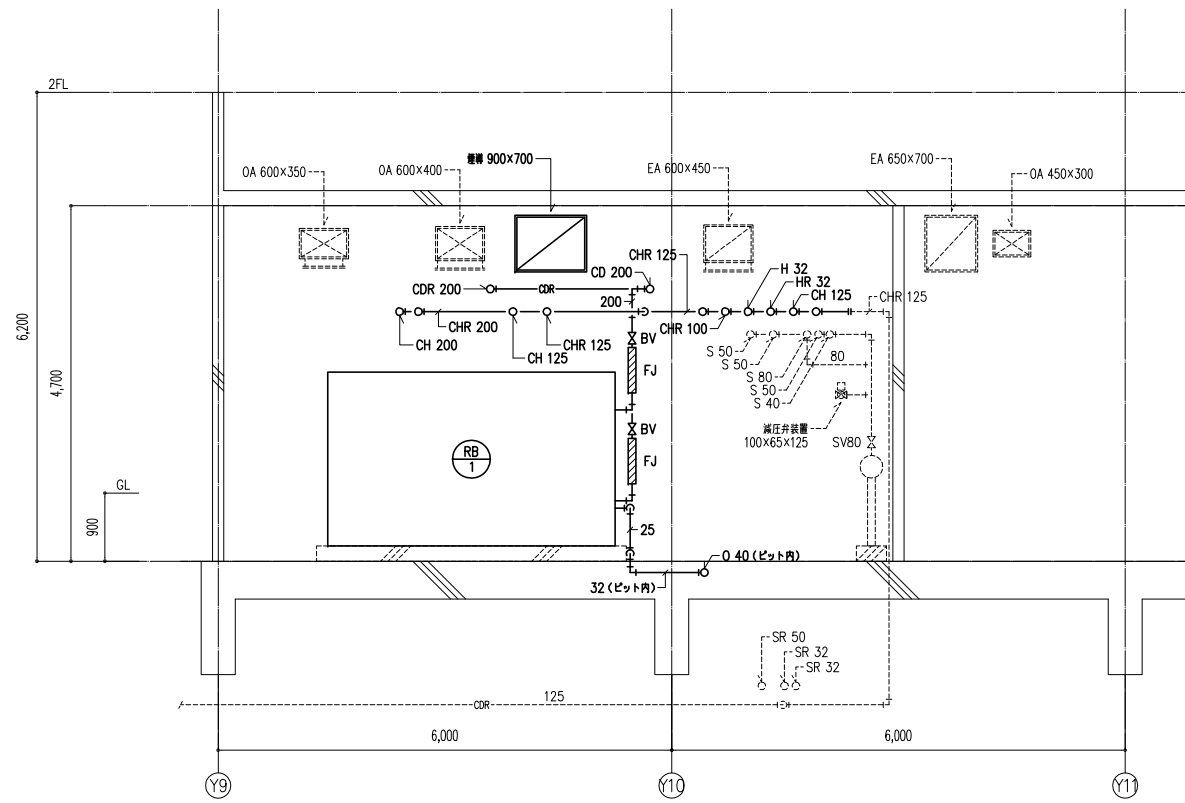 2FL
OA 600×350
OA 600×400
煙導 900×700
EA 600×450
EA 650×700
OA 450×300
CHR 125
CD 200
H 32
HR 32
CH 125
CDR 200
CDR
200
CHR 125
CHR 200
CH 200
CH 125
CHR 125
CHR 100
BV
S 50
S 50
S 80
S 50
S 40
80
FJ
6,200
4,700
減圧弁装置
100×65×125
SV80
BV
RB
1
FJ
GL
900
25
O 40 (ピット内)
32 (ピット内)
SR 50
SR 32
SR 32
125
CDR
6,000
6,000
Y9
Y10
Y11